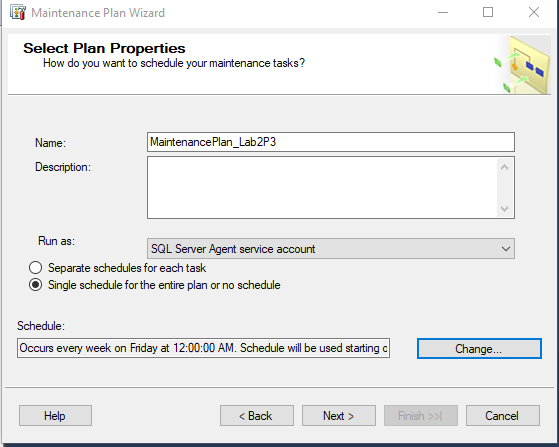 Maintenance Plan Wizard
Select Plan Properties
How do you want to schedule your maintenance tasks?
Name:
MaintenancePlan_Lab2P3
Description:
Run as:
SQL Server Agent service account
Separate schedules for each task
Single schedule for the entire plan or no schedule
Schedule:
Occurs every week on Friday at 12:00:00 AM. Schedule will be used starting
Change...
Help
< Back
Next >
Finish >>|
Cancel